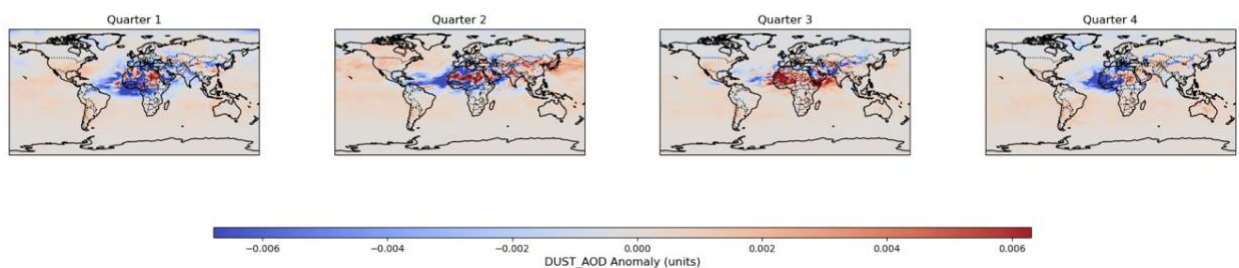 Quarter 1
Quarter 2
Quarter 3
Quarter 4
−0.006
−0.004
−0.002
0.000
0.002
0.004
0.006
DUST_AOD Anomaly (units)